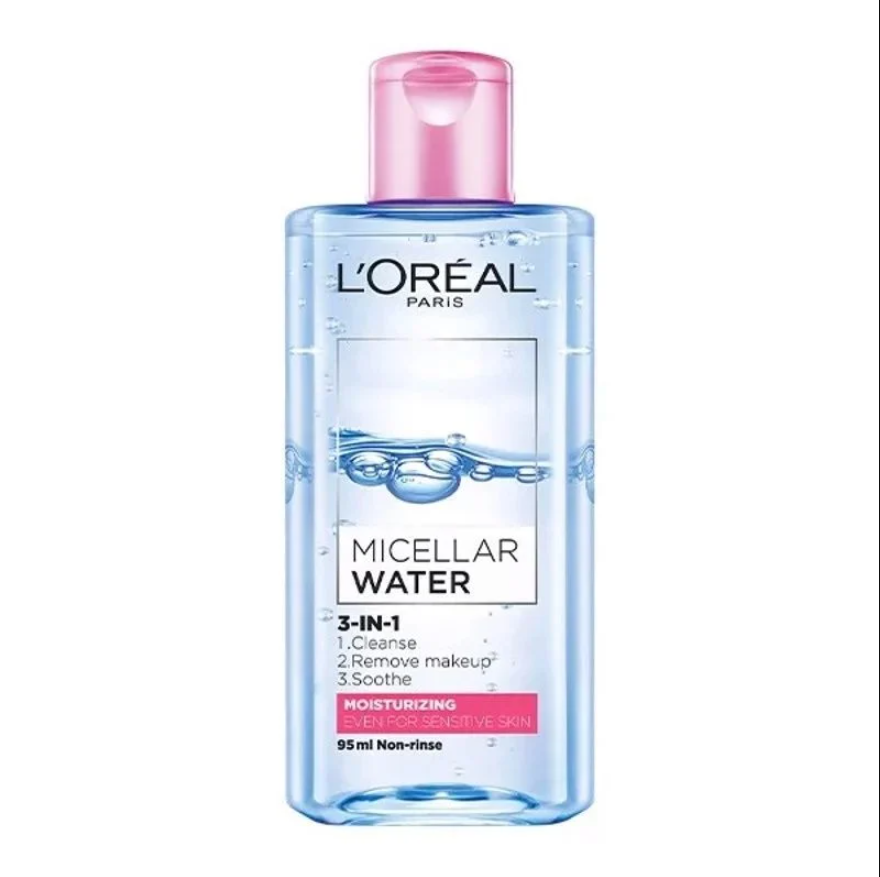 L'ORÉAL
PARIS
MICELLAR
WATER
3-IN-1
1.Cleanse
2.Remove makeup
3.Soothe
MOISTURIZING
EVEN FOR SENSITIVE SKIN
95ml Non-rinse